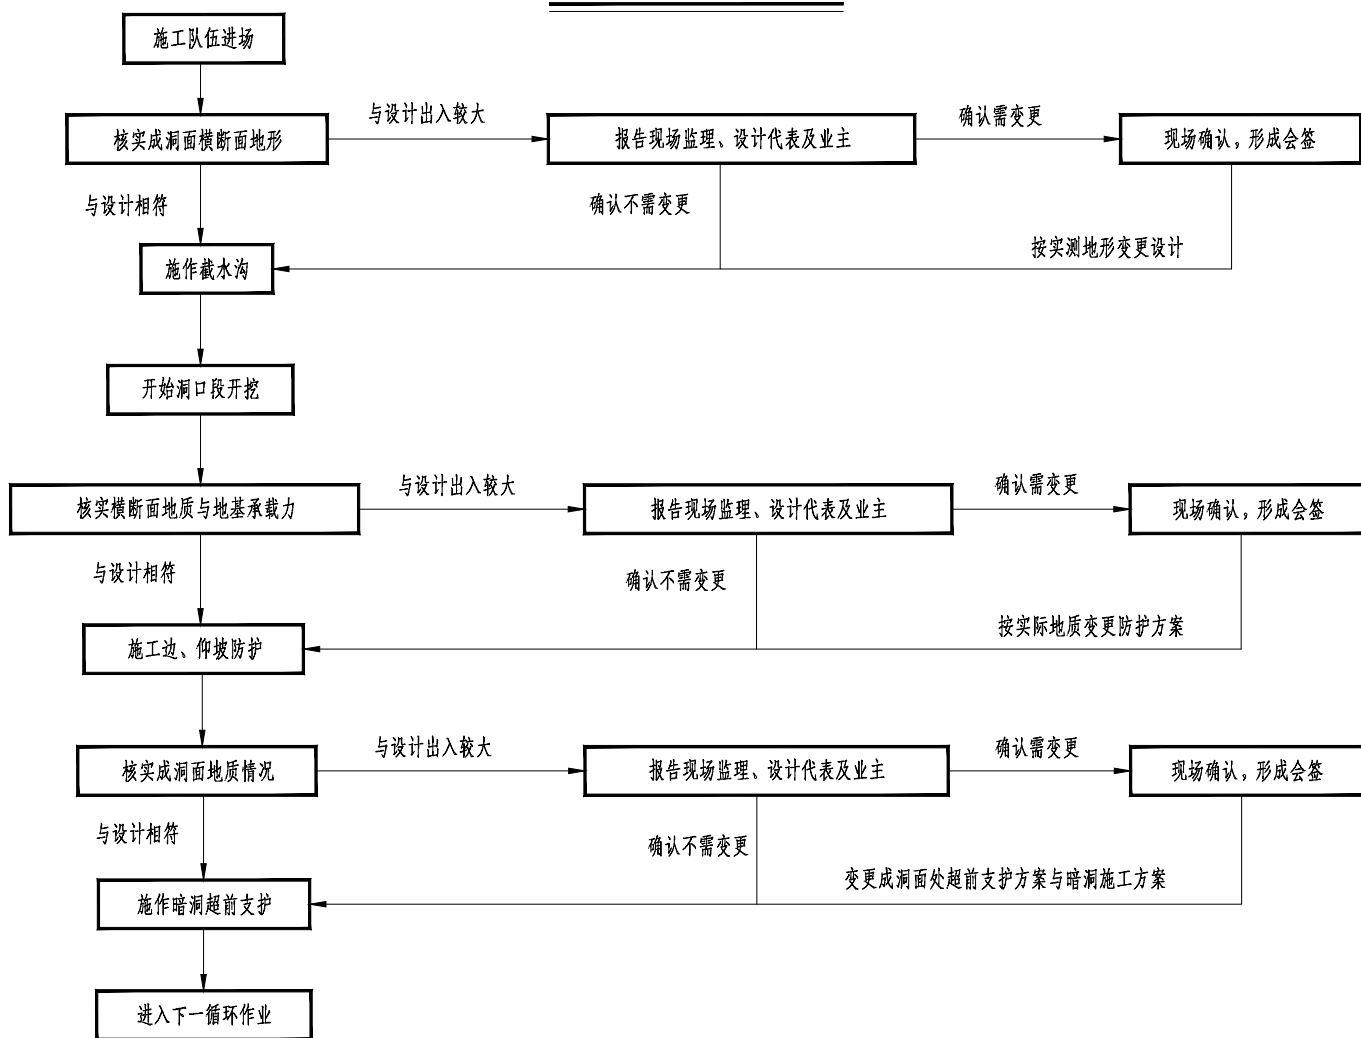 施工队伍进场
核实成洞面横断面地形
与设计出入较大
报告现场监理、设计代表及业主
确认需变更
现场确认，形成会签
与设计相符
确认不需变更
按实测地形变更设计
施作截水沟
开始洞口段开挖
核实横断面地质与地基承载力
与设计出入较大
报告现场监理、设计代表及业主
确认需变更
现场确认，形成会签
与设计相符
确认不需变更
按实际地质变更防护方案
施工边、仰坡防护
核实成洞面地质情况
与设计出入较大
报告现场监理、设计代表及业主
确认需变更
现场确认，形成会签
与设计相符
确认不需变更
变更成洞面处超前支护方案与暗洞施工方案
施作暗洞超前支护
进入下一循环作业